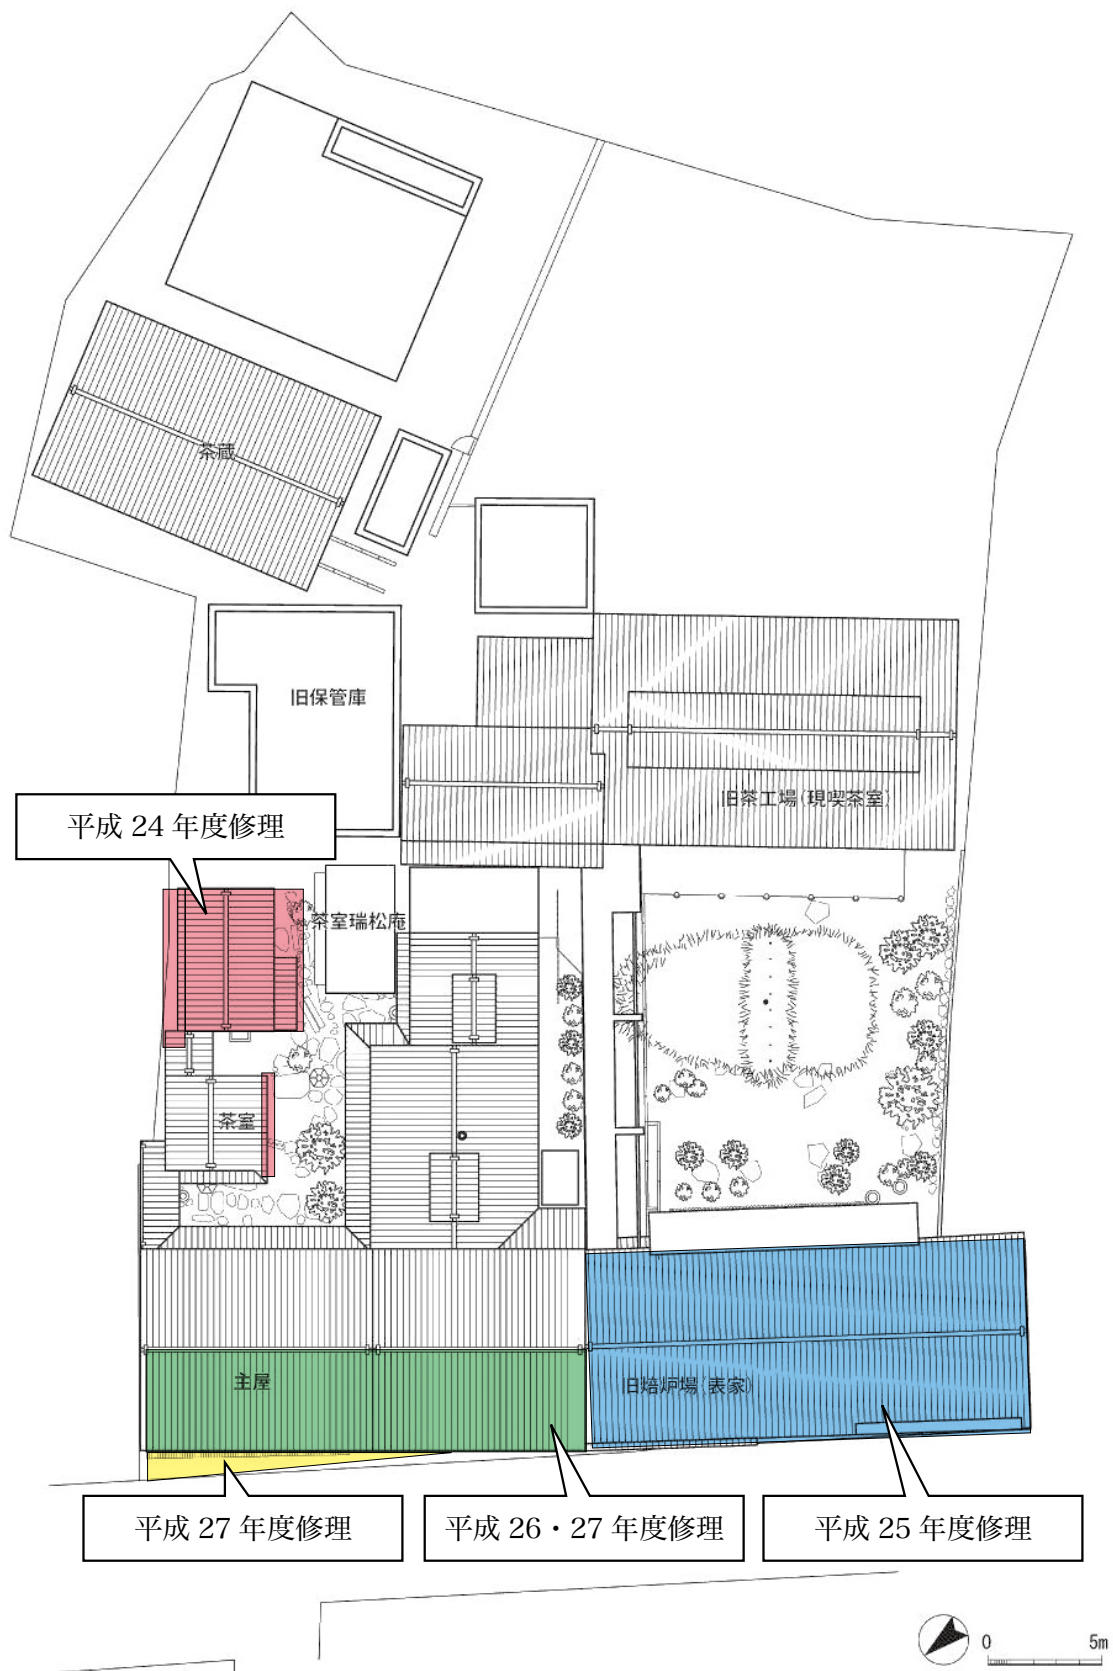 茶蔵
旧保管庫
旧茶工場(現喫茶室)
平成 24 年度修理
茶室瑞松庵
茶室
主屋
旧焙炉場(表家)
平成 27 年度修理
平成 26・27 年度修理
平成 25 年度修理
0 5m